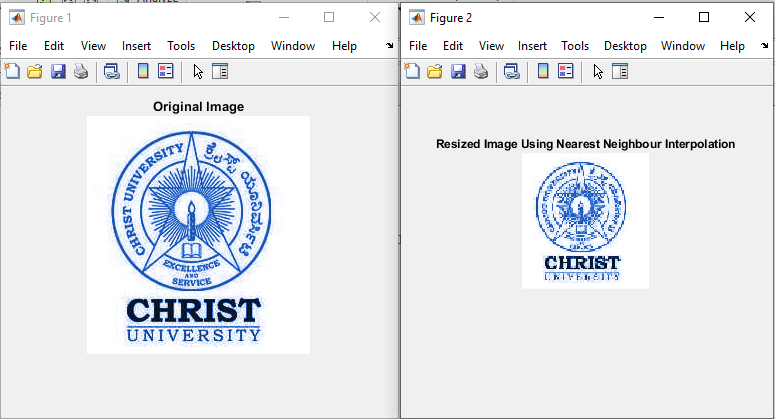 Figure 1
File Edit View Insert Tools Desktop Window Help
Original Image
CHRIST UNIVERSITY
ಕ್ರೈಸ್ಟ್ ಯೂನಿವರ್ಸಿಟಿ
EXCELLENCE
AND
SERVICE
CHRIST
UNIVERSITY
Figure 2
File Edit View Insert Tools Desktop Window Help
Resized Image Using Nearest Neighbour Interpolation
CHRIST
UNIVERSITY